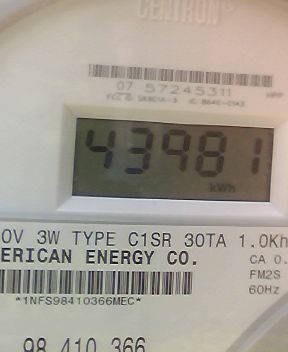 CENTRON®
07 57245311
43981
kWh
0V 3W TYPE C1SR 30TA 1.0Kh
ERICAN ENERGY CO.
CA 0.
FM2S
60Hz
*1NFS98410366MEC*
98 410 366